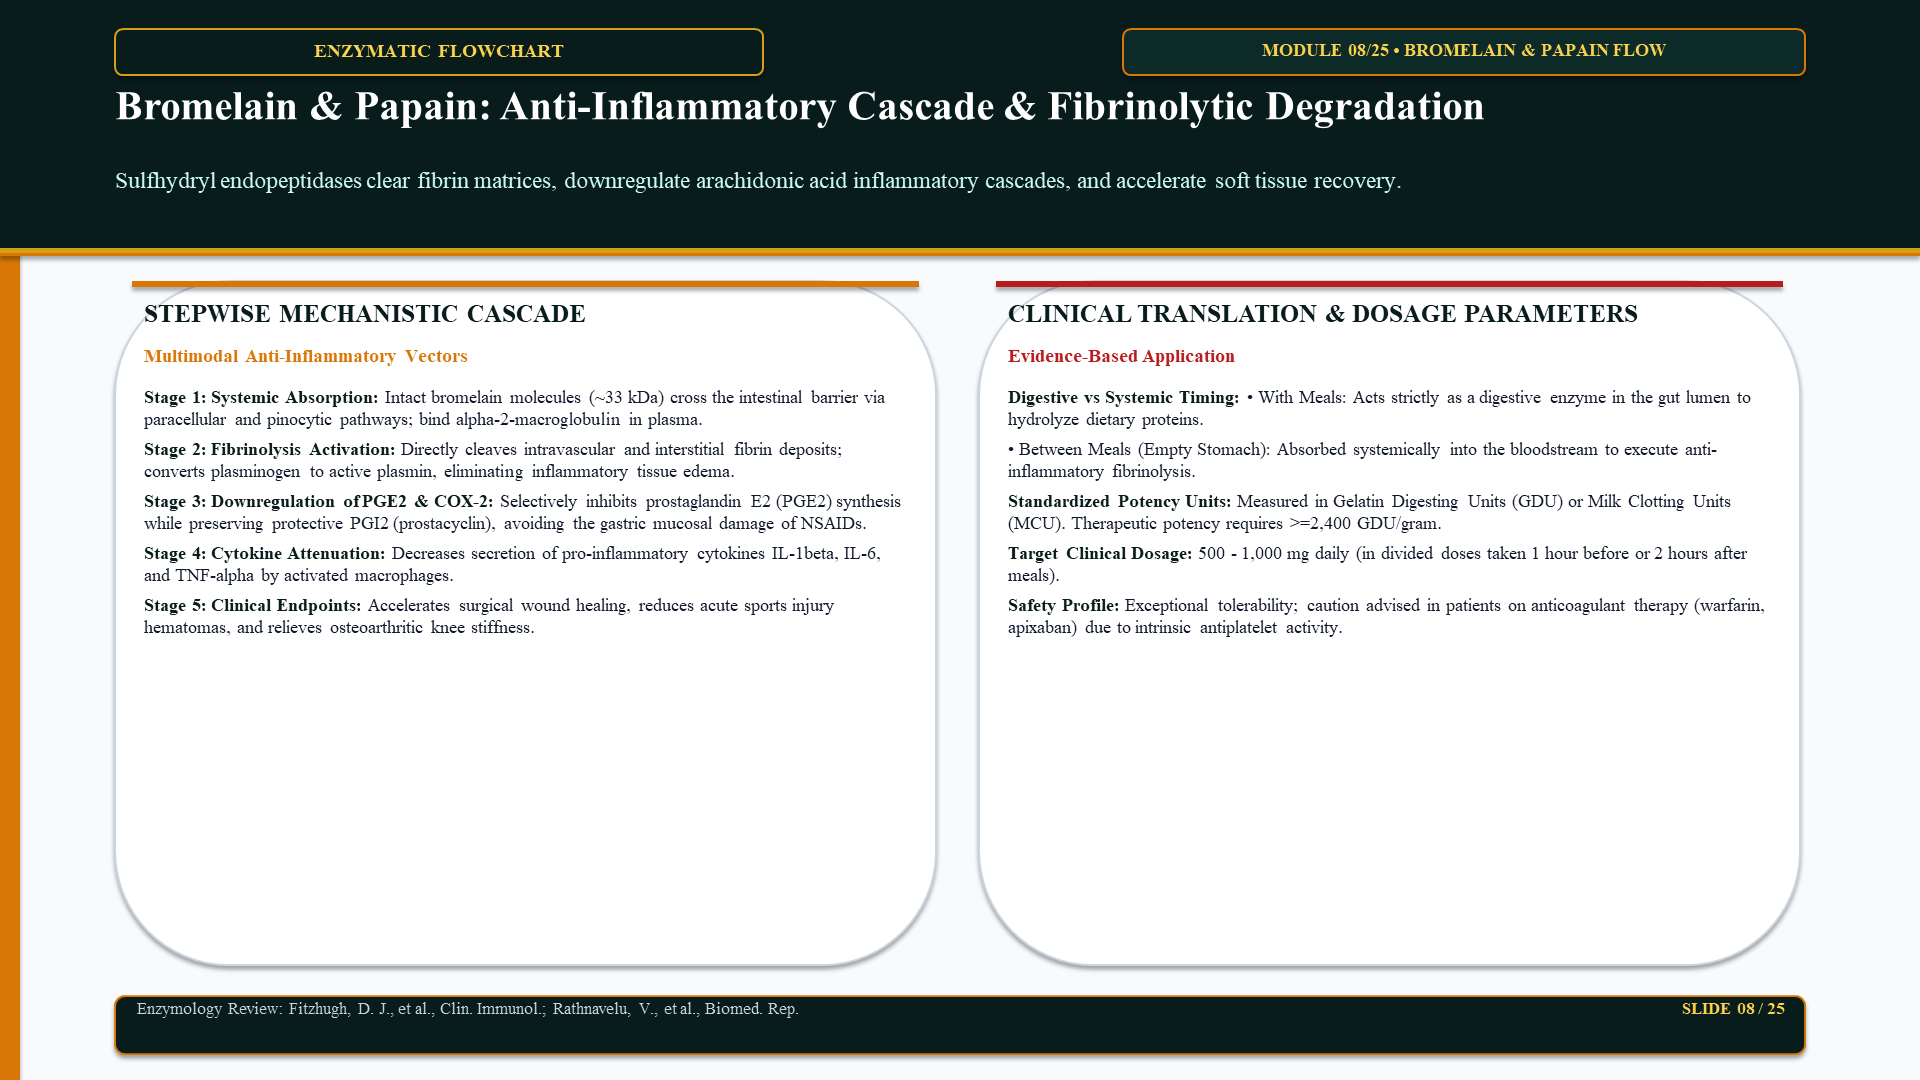 ENZYMATIC FLOWCHART
MODULE 08/25 • BROMELAIN & PAPAIN FLOW
Bromelain & Papain: Anti-Inflammatory Cascade & Fibrinolytic Degradation
Sulfhydryl endopeptidases clear fibrin matrices, downregulate arachidonic acid inflammatory cascades, and accelerate soft tissue recovery.
STEPWISE MECHANISTIC CASCADE
Multimodal Anti-Inflammatory Vectors
Stage 1: Systemic Absorption: Intact bromelain molecules (~33 kDa) cross the intestinal barrier via
paracellular and pinocytic pathways; bind alpha-2-macroglobulin in plasma.
Stage 2: Fibrinolysis Activation: Directly cleaves intravascular and interstitial fibrin deposits;
converts plasminogen to active plasmin, eliminating inflammatory tissue edema.
Stage 3: Downregulation of PGE2 & COX-2: Selectively inhibits prostaglandin E2 (PGE2) synthesis
while preserving protective PGI2 (prostacyclin), avoiding the gastric mucosal damage of NSAIDs.
Stage 4: Cytokine Attenuation: Decreases secretion of pro-inflammatory cytokines IL-1beta, IL-6,
and TNF-alpha by activated macrophages.
Stage 5: Clinical Endpoints: Accelerates surgical wound healing, reduces acute sports injury
hematomas, and relieves osteoarthritic knee stiffness.
CLINICAL TRANSLATION & DOSAGE PARAMETERS
Evidence-Based Application
Digestive vs Systemic Timing: • With Meals: Acts strictly as a digestive enzyme in the gut lumen to
hydrolyze dietary proteins.
• Between Meals (Empty Stomach): Absorbed systemically into the bloodstream to execute anti-
inflammatory fibrinolysis.
Standardized Potency Units: Measured in Gelatin Digesting Units (GDU) or Milk Clotting Units
(MCU). Therapeutic potency requires >=2,400 GDU/gram.
Target Clinical Dosage: 500 - 1,000 mg daily (in divided doses taken 1 hour before or 2 hours after
meals).
Safety Profile: Exceptional tolerability; caution advised in patients on anticoagulant therapy (warfarin,
apixaban) due to intrinsic antiplatelet activity.
Enzymology Review: Fitzhugh, D. J., et al., Clin. Immunol.; Rathnavelu, V., et al., Biomed. Rep.
SLIDE 08 / 25